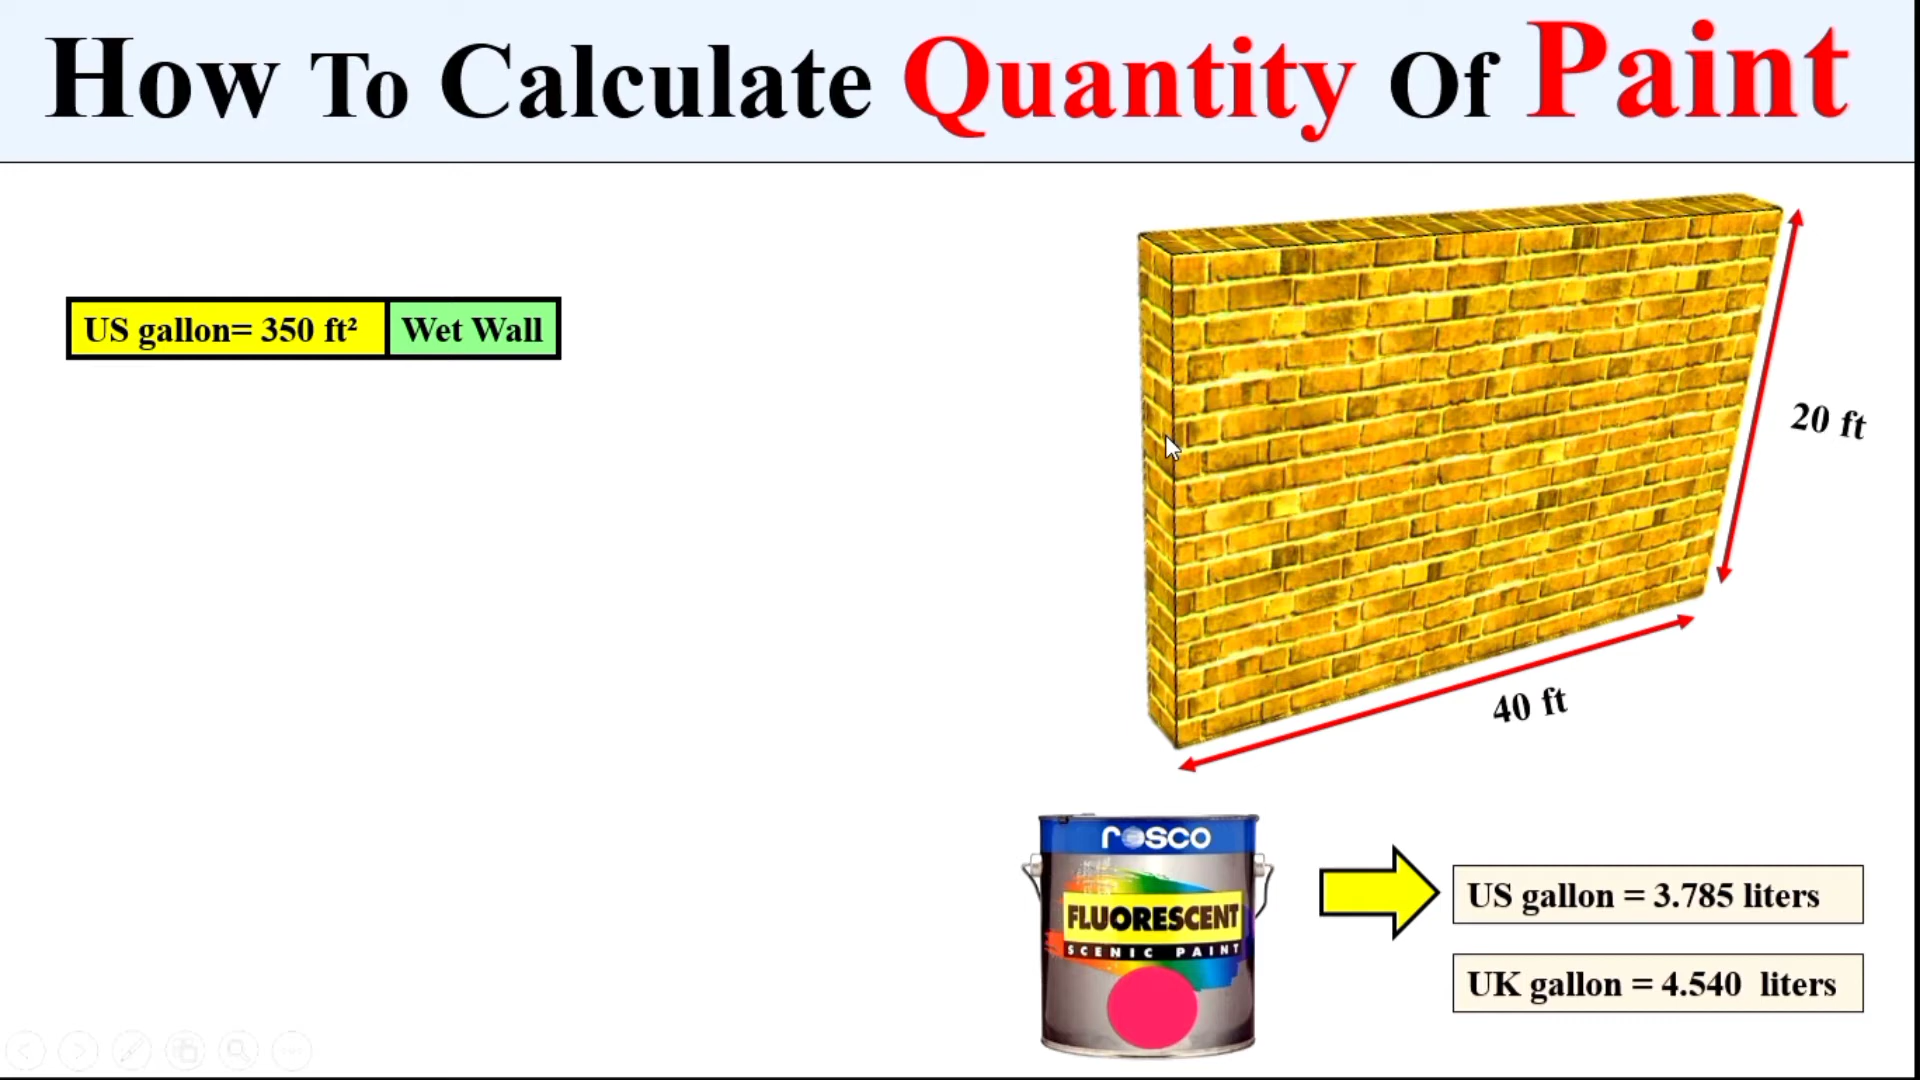 How To Calculate Quantity Of Paint
US gallon= 350 ft² Wet Wall
20 ft
40 ft
rosco
FLUORESCENT
SCENIC PAINT
US gallon = 3.785 liters
UK gallon = 4.540 liters